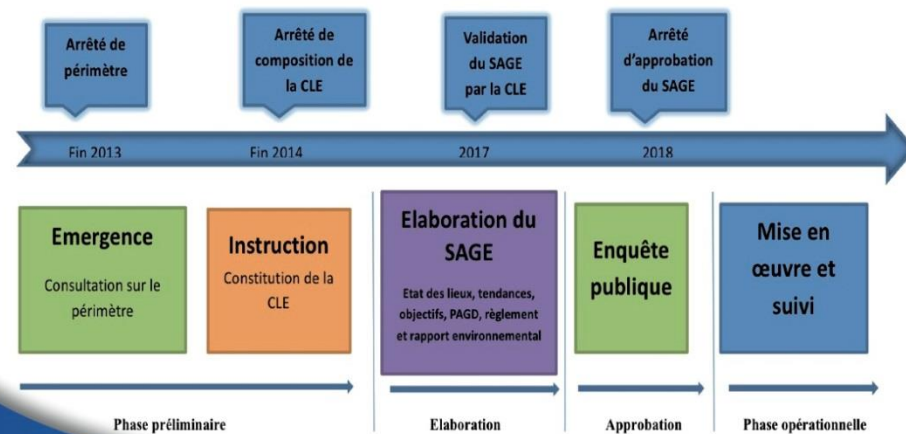 Arrêté de
périmètre
Arrêté de
composition de
la CLE
Validation
du SAGE
par la CLE
Arrêté
d'approbation
du SAGE
Fin 2013
Fin 2014
2017
2018
Emergence
Consultation sur le
périmètre
Instruction
Constitution de la
CLE
Elaboration du
SAGE
Etat des lieux, tendances,
objectifs, PAGD, règlement
et rapport environnemental
Enquête
publique
Mise en
œuvre et
suivi
Phase préliminaire
Elaboration
Approbation
Phase opérationnelle